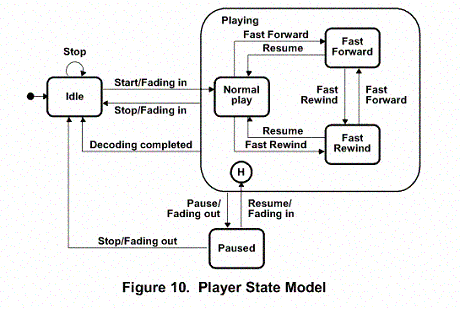 Playing
Fast Forward
Resume
Fast
Forward
Stop
Idle
Start/Fading in
Stop/Fading in
Normal
play
Fast
Rewind
Fast
Forward
Resume
Fast Rewind
Fast
Rewind
Decoding completed
H
Pause/
Fading out
Resume/
Fading in
Stop/Fading out
Paused
Figure 10. Player State Model